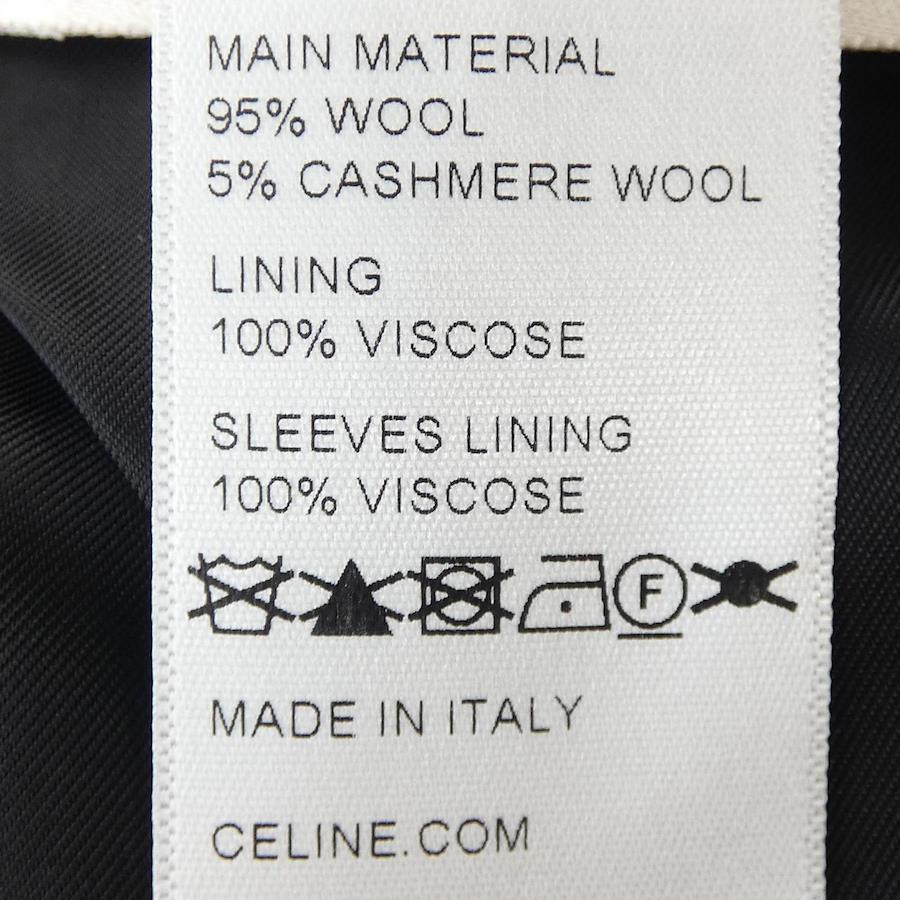 MAIN MATERIAL
95% WOOL
5% CASHMERE WOOL
LINING
100% VISCOSE
SLEEVES LINING
100% VISCOSE
F
MADE IN ITALY
CELINE.COM